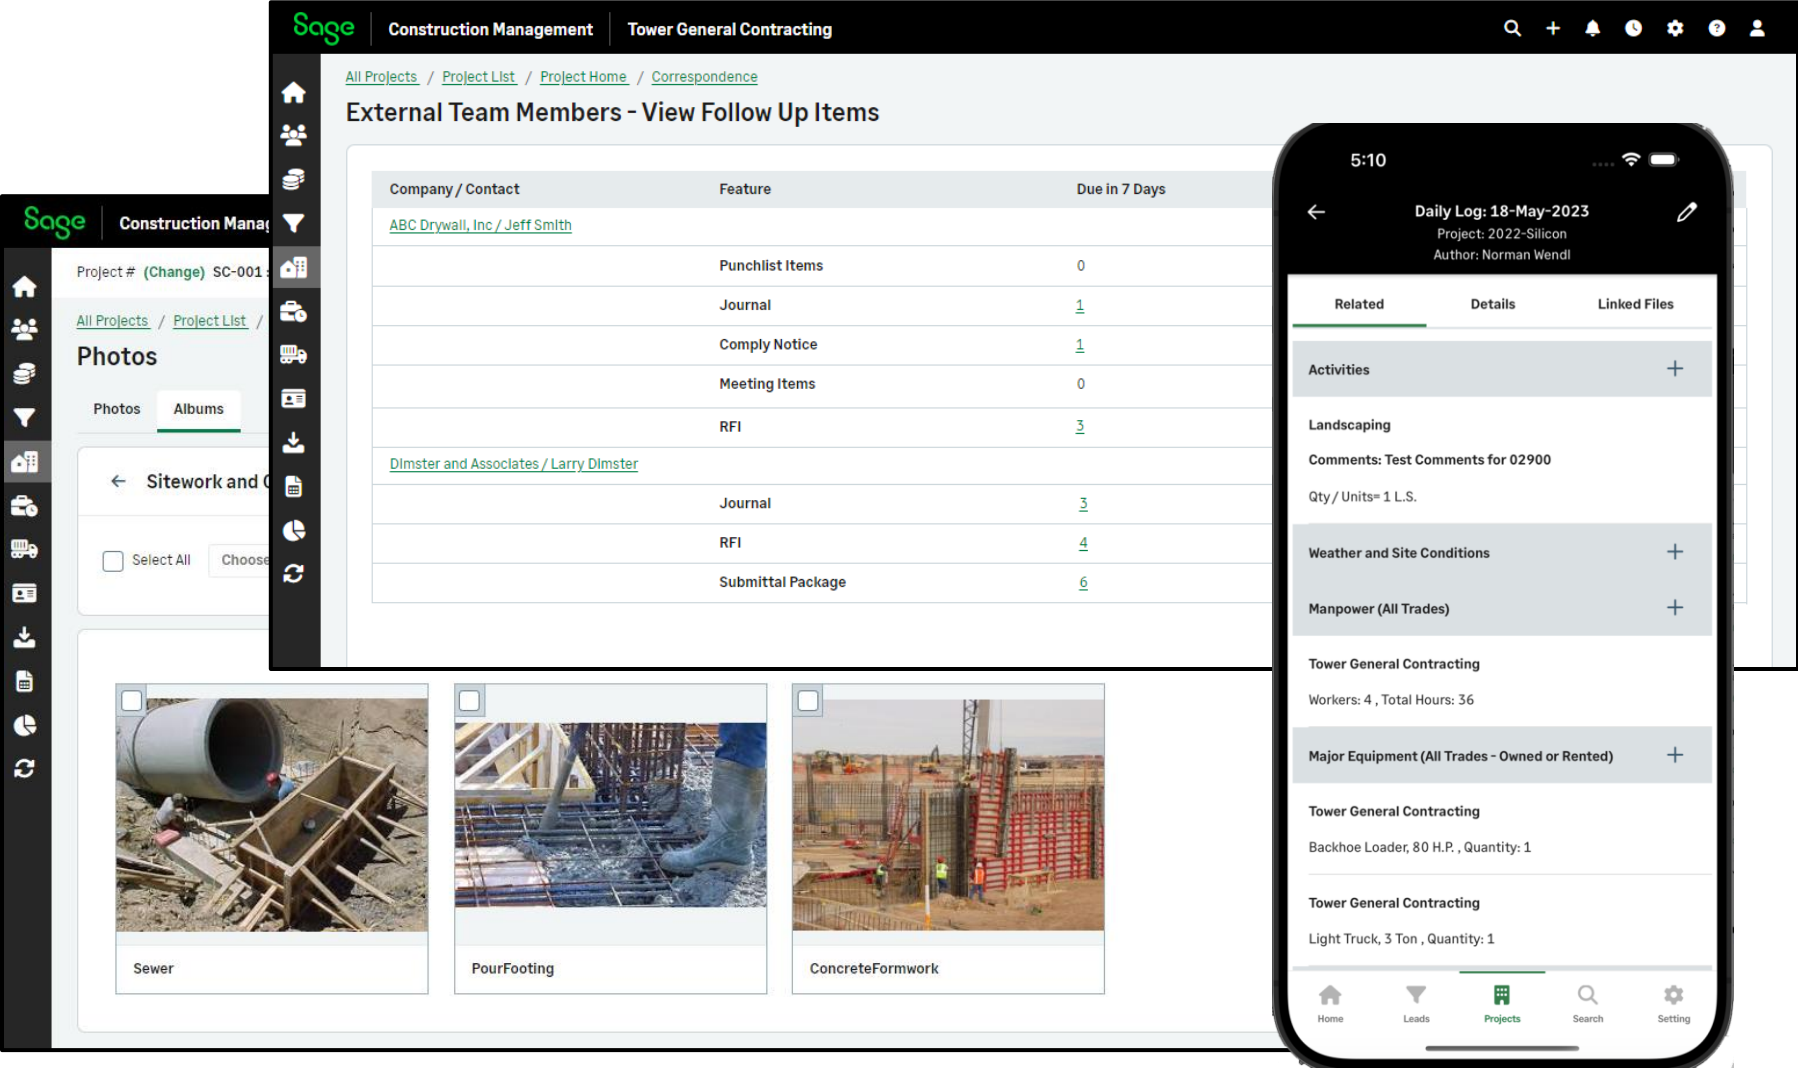 Sage
Construction Management
Tower General Contracting
All Projects / Project List / Project Home / Correspondence
External Team Members - View Follow Up Items
Company / Contact Feature Due in 7 Days
ABC Drywall, Inc / Jeff Smith
Punchlist Items 0
Journal 1
Comply Notice 1
Meeting Items 0
RFI 3
Dimster and Associates / Larry Dimster
Journal 3
RFI 4
Submittal Package 6
Sage
Construction Manag
Project # (Change) SC-001
All Projects / Project List /
Photos
Photos Albums
Sitework and
Select All Choose
Sewer
PourFooting
ConcreteFormwork
5:10
Daily Log: 18-May-2023
Project: 2022-Silicon
Author: Norman Wendl
Related Details Linked Files
Activities
Landscaping
Comments: Test Comments for 02900
Qty / Units= 1 L.S.
Weather and Site Conditions
Manpower (All Trades)
Tower General Contracting
Workers: 4 , Total Hours: 36
Major Equipment (All Trades - Owned or Rented)
Tower General Contracting
Backhoe Loader, 80 H.P. , Quantity: 1
Tower General Contracting
Light Truck, 3 Ton , Quantity: 1
Home Leads Projects Search Setting